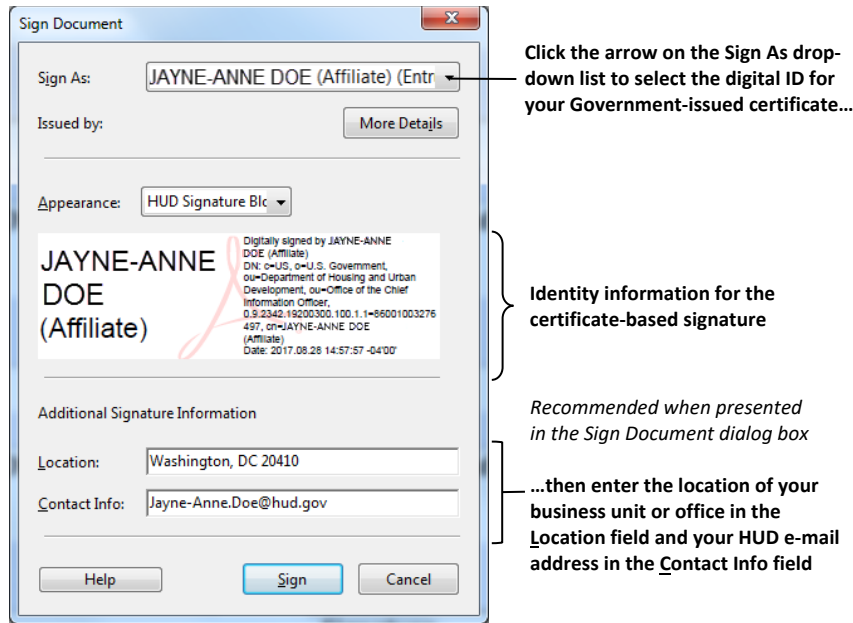 Sign Document
x
Sign As:
JAYNE-ANNE DOE (Affiliate) (Entr
Issued by:
More Details
Appearance:
HUD Signature Blc
JAYNE-ANNE
DOE
(Affiliate)
Digitally signed by JAYNE-ANNE
DOE (Affiliate)
DN: c=US, o=U.S. Government,
ou=Department of Housing and Urban
Development, ou=Office of the Chief
Information Officer,
0.9.2342.19200300.100.1.1=86001003276
497, cn=JAYNE-ANNE DOE
(Affiliate)
Date: 2017.08.28 14:57:57 -04'00'
Additional Signature Information
Location:
Washington, DC 20410
Contact Info:
Jayne-Anne.Doe@hud.gov
Help
Sign
Cancel
Click the arrow on the Sign As drop-
down list to select the digital ID for
your Government-issued certificate…
Identity information for the
certificate-based signature
Recommended when presented
in the Sign Document dialog box
…then enter the location of your
business unit or office in the
Location field and your HUD e-mail
address in the Contact Info field